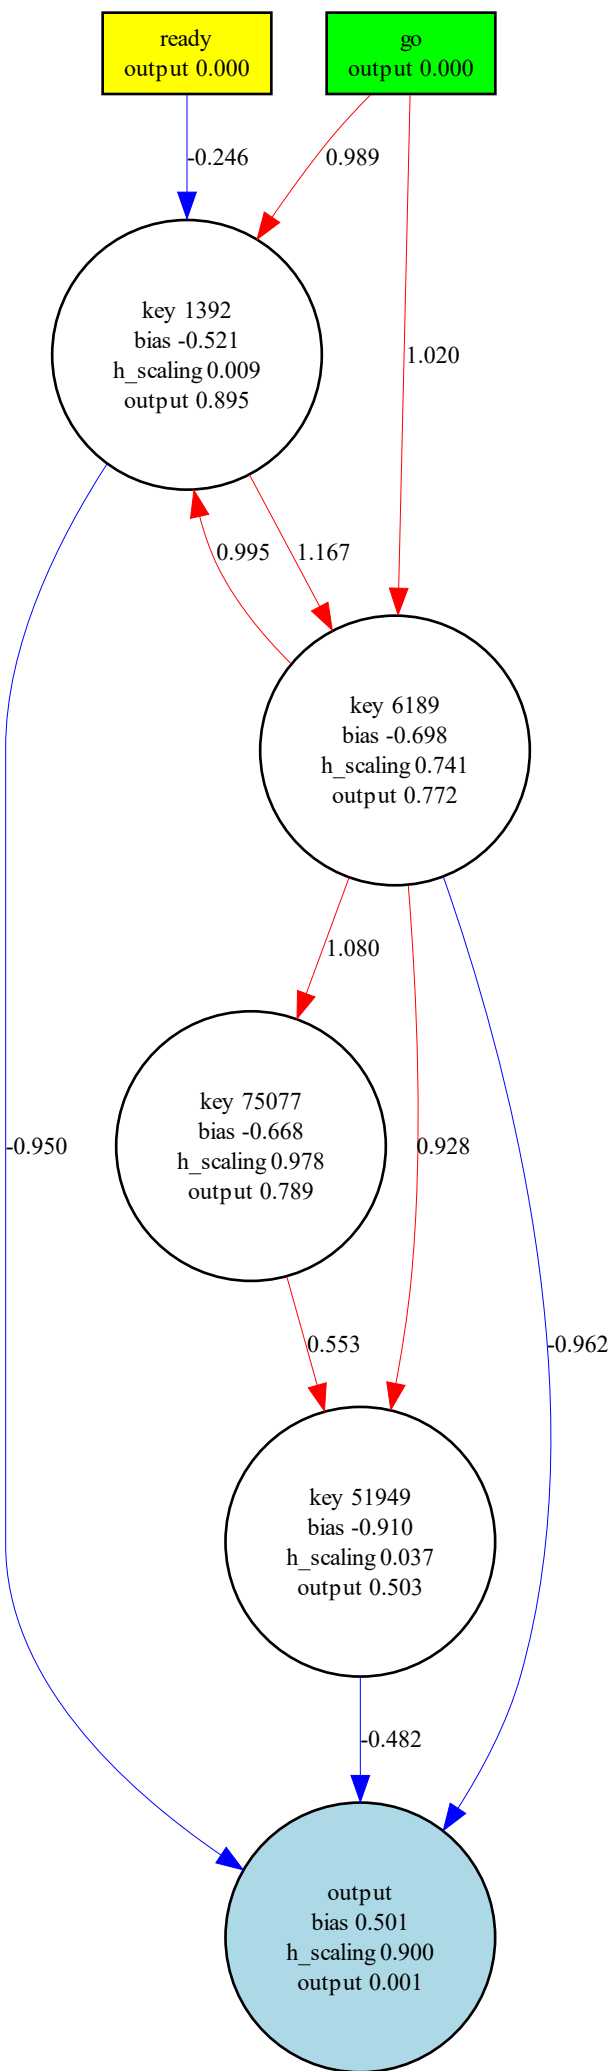 ready
output 0.000
go
output 0.000
-0.246
0.989
1.020
key 1392
bias -0.521
h_scaling 0.009
output 0.895
0.995
1.167
key 6189
bias -0.698
h_scaling 0.741
output 0.772
1.080
key 75077
bias -0.668
h_scaling 0.978
output 0.789
-0.950
0.928
0.553
-0.962
key 51949
bias -0.910
h_scaling 0.037
output 0.503
-0.482
output
bias 0.501
h_scaling 0.900
output 0.001